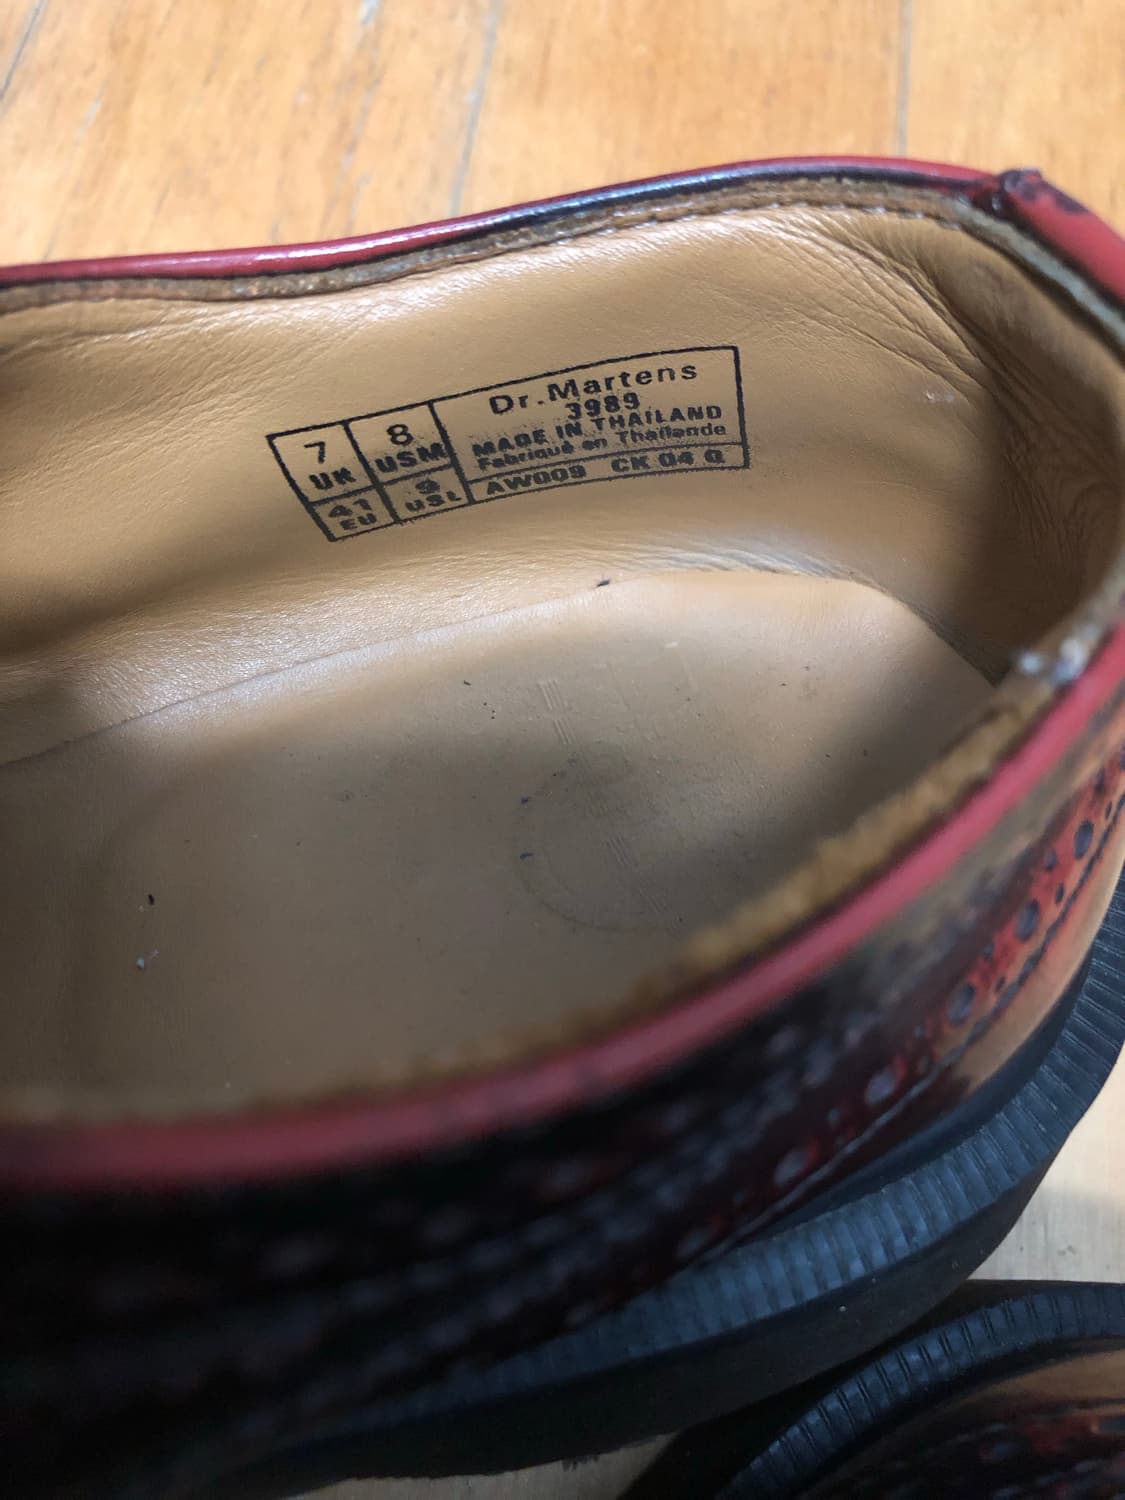 7
UK
8
USM
41
EU
9
USL
Dr.Martens
3989
MADE IN THAILAND
Fabriqué en Thaïlande
AW009 CK 04 Q